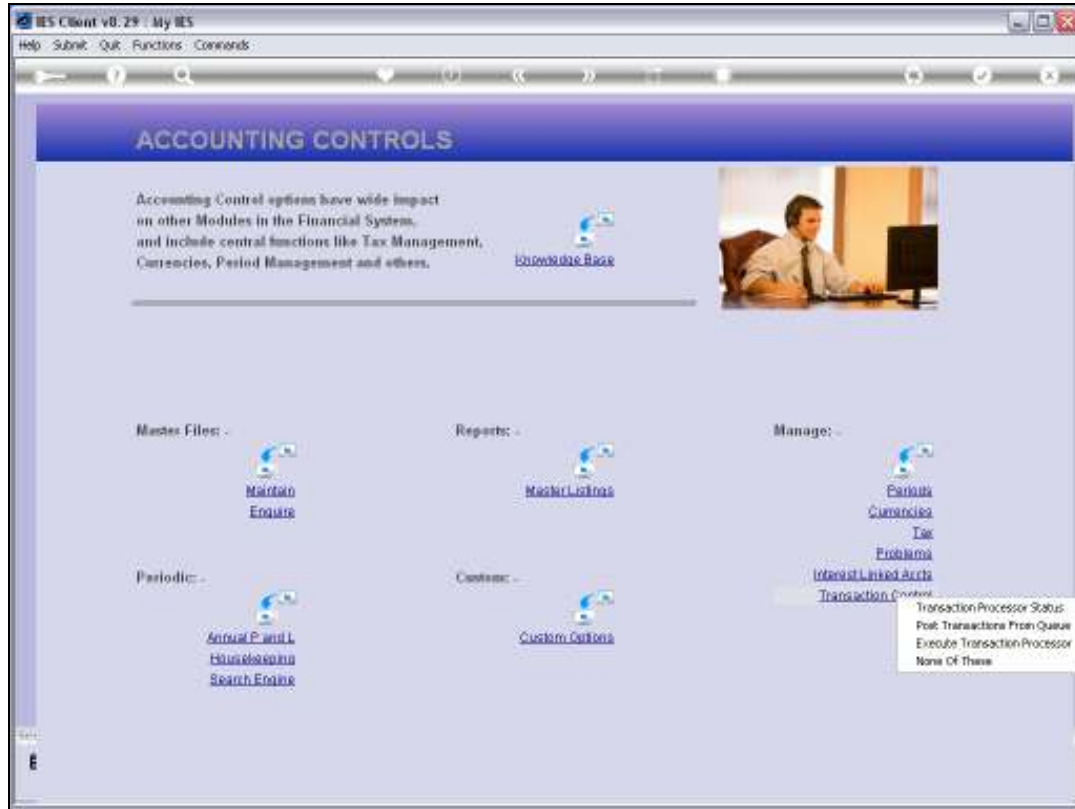 IES Client v8.29 : My IES
Help Submit Quit Functions Commands
ACCOUNTING CONTROLS
Accounting Control options have wide impact
on other Modules in the Financial System,
and include central functions like Tax Management,
Currencies, Period Management and others.
Knowledge Base
Master Files: -
Maintain
Enquire
Reports: -
Master Listings
Manage: -
Periods
Currencies
Tax
Problems
Interest Linked Accts
Transaction Control
Transaction Processor Status
Post Transactions From Queue
Execute Transaction Processor
None Of These
Periodic: -
Annual P and L
Housekeeping
Search Engine
Custom: -
Custom Options